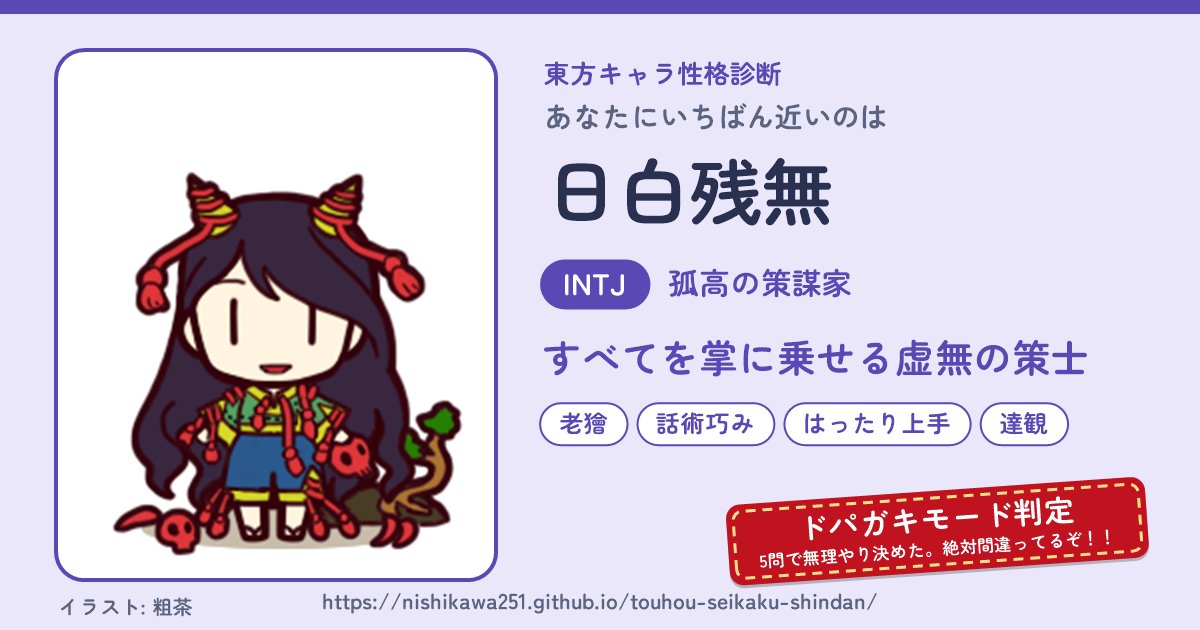 東方キャラ性格診断
あなたにいちばん近いのは
日白残無
INTJ 孤高の策謀家
すべてを掌に乗せる虚無の策士
老獪 話術巧み はったり上手 達観
ドパガキモード判定
5問で無理やり決めた。絶対間違ってるぞ！！
イラスト: 粗茶
https://nishikawa251.github.io/touhou-seikaku-shindan/